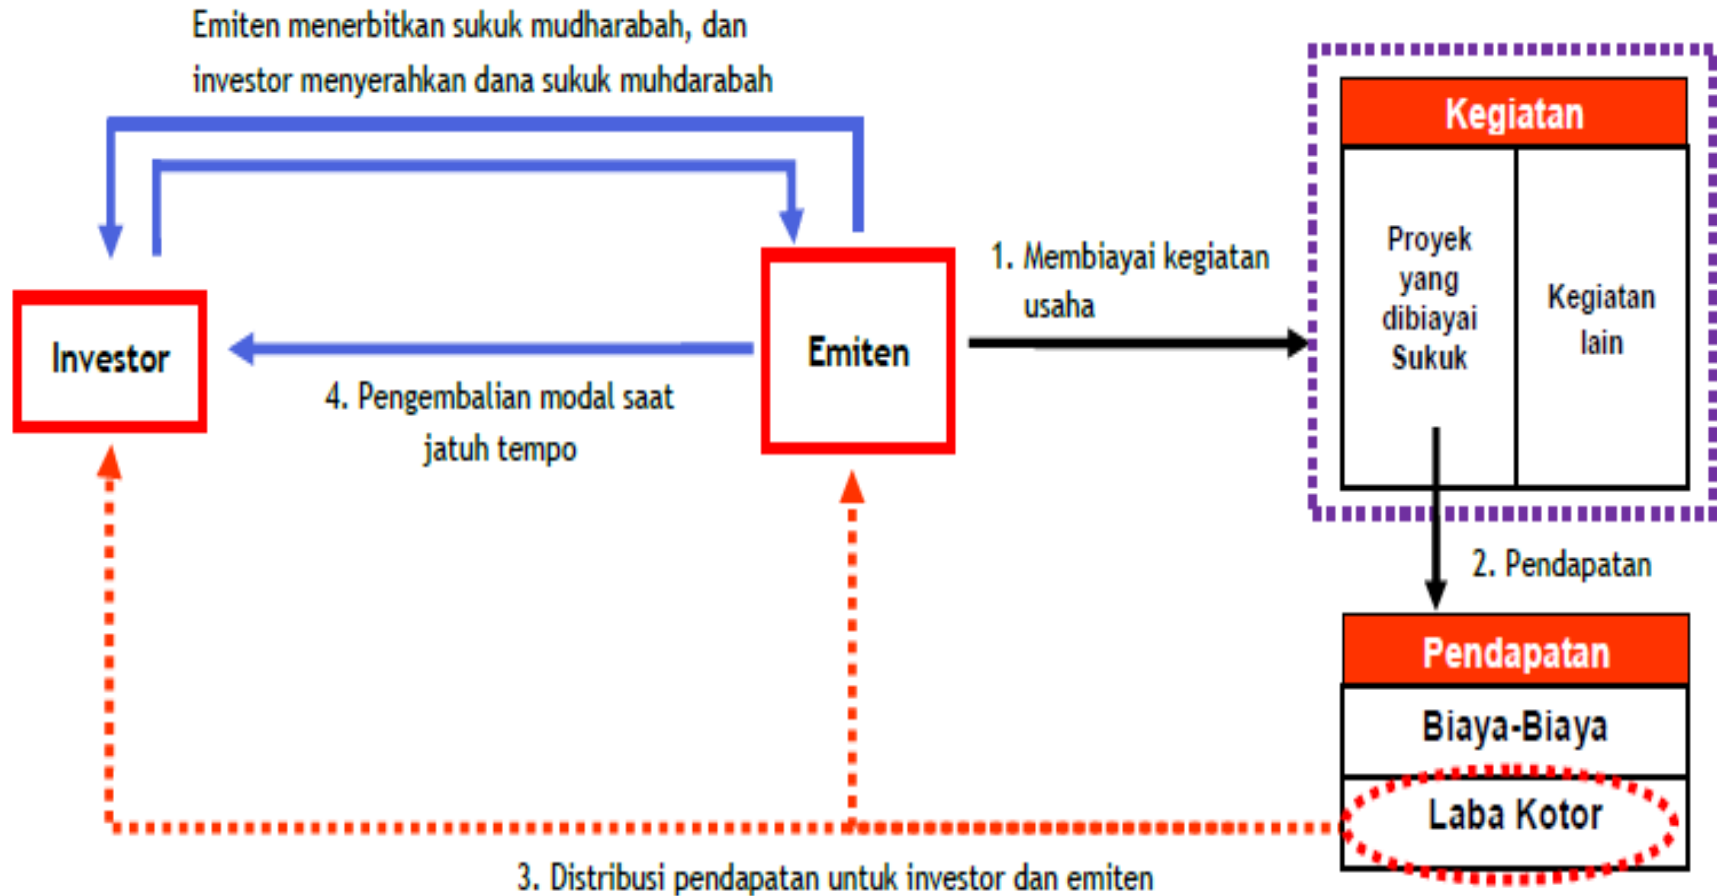 Emiten menerbitkan sukuk mudharabah, dan
investor menyerahkan dana sukuk muhdarabah
Kegiatan
Proyek
yang
dibiayai
Sukuk
Kegiatan
lain
1. Membiayai kegiatan
usaha
Investor
Emiten
4. Pengembalian modal saat
jatuh tempo
2. Pendapatan
Pendapatan
Biaya-Biaya
Laba Kotor
3. Distribusi pendapatan untuk investor dan emiten